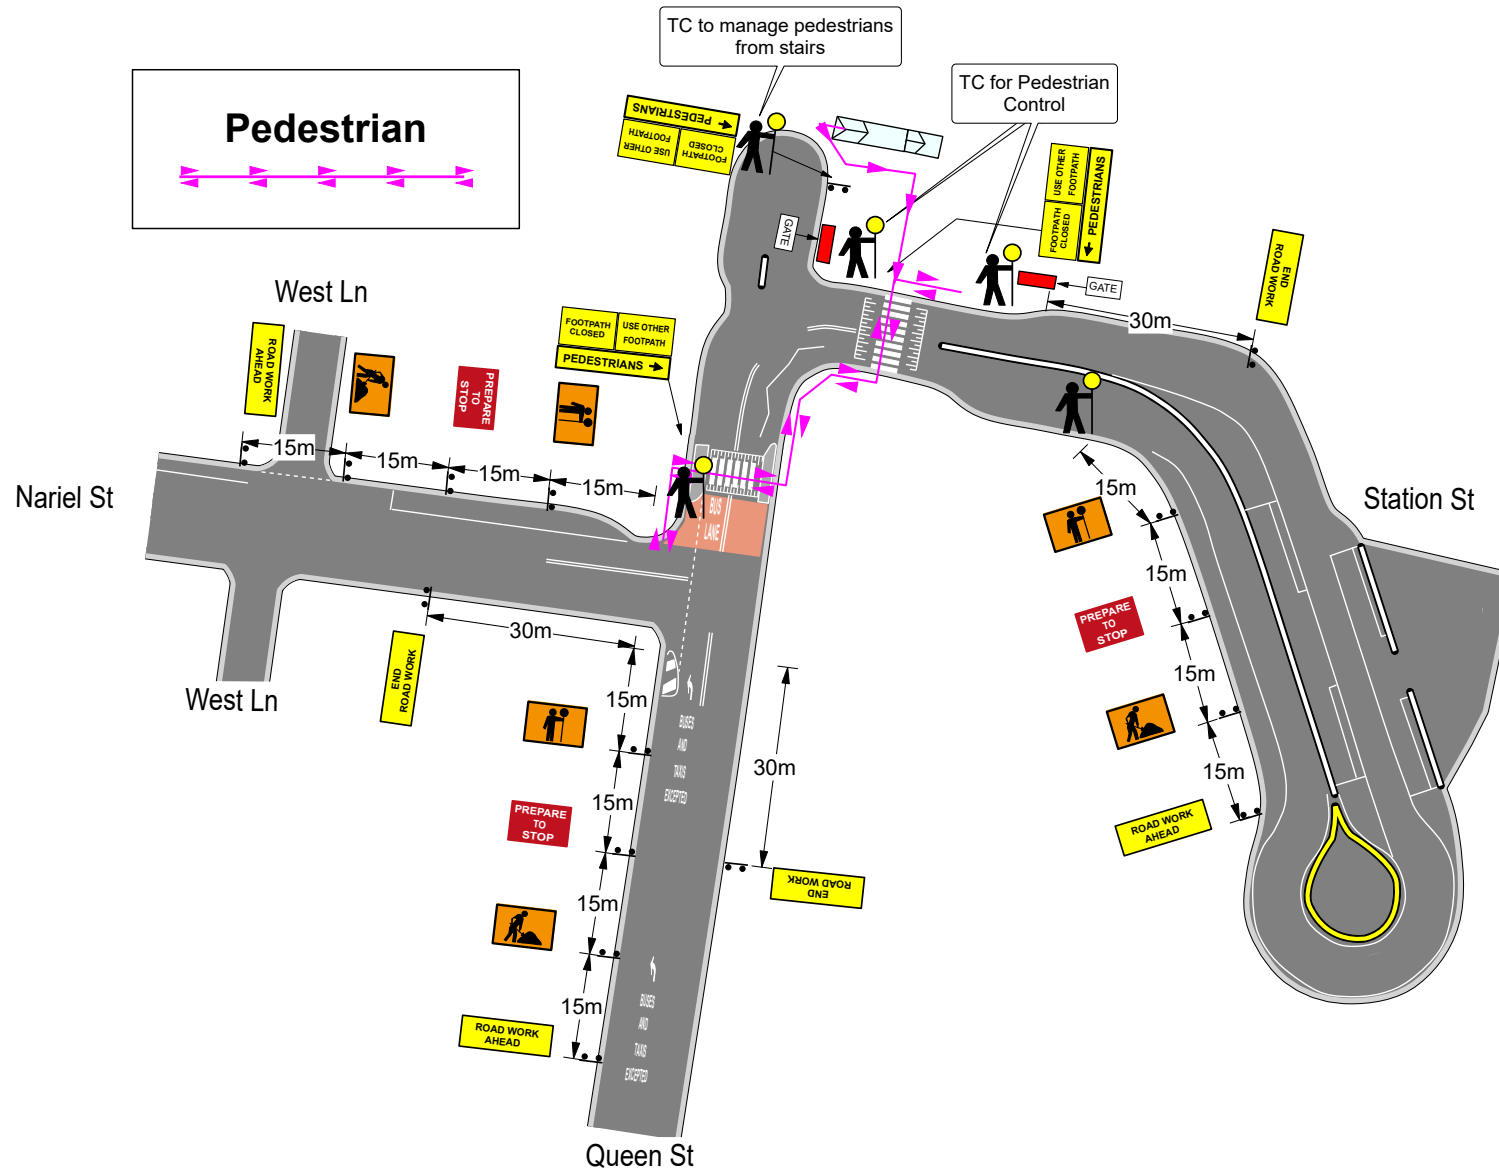 TC to manage pedestrians
from stairs
TC for Pedestrian
Control
Pedestrian
PEDESTRIANS
USE OTHER
FOOTPATH
FOOTPATH
CLOSED
USE OTHER
FOOTPATH
FOOTPATH
CLOSED
PEDESTRIANS
GATE
GATE
END
ROAD WORK
30m
West Ln
ROAD WORK
AHEAD
PREPARE
TO
STOP
FOOTPATH
CLOSED
USE OTHER
FOOTPATH
PEDESTRIANS
15m
15m
15m
15m
Nariel St
BUS
LANE
Station St
15m
15m
PREPARE
TO
STOP
15m
15m
ROAD WORK
AHEAD
30m
END
ROAD WORK
West Ln
15m
BUSES
AND
TAXIS
EXCEPTED
30m
15m
PREPARE
TO
STOP
END
ROAD WORK
15m
15m
ROAD WORK
AHEAD
BUSES
AND
TAXIS
EXCEPTED
Queen St